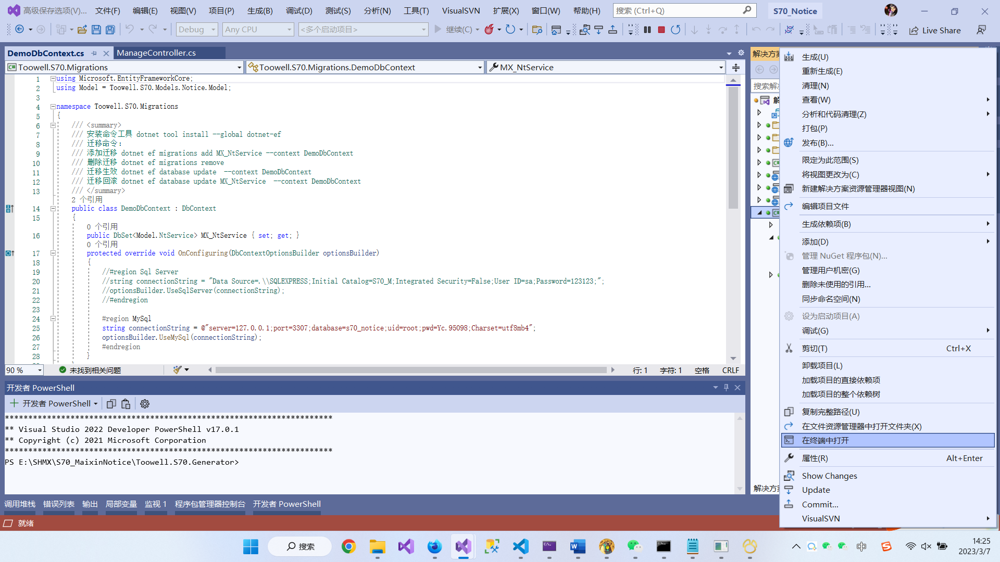 高级保存选项(V)...
文件(F)
编辑(E)
视图(V)
项目(P)
生成(B)
调试(D)
测试(S)
分析(N)
工具(T)
VisualSVN
扩展(X)
窗口(W)
帮助(H)
搜索 (Ctrl+Q)
S70_Notice
Debug
Any CPU
<多个启动项目>
继续(C)
Live Share
DemoDbContext.cs
ManageController.cs
Toowell.S70.Migrations
Toowell.S70.Migrations.DemoDbContext
MX_NtService
1 using Microsoft.EntityFrameworkCore;
2 using Model = Toowell.S70.Models.Notice.Model;
3
4 namespace Toowell.S70.Migrations
5 {
6 /// <summary>
7 /// 安装命令工具 dotnet tool install --global dotnet-ef
8 /// 迁移命令:
9 /// 添加迁移 dotnet ef migrations add MX_NtService --context DemoDbContext
10 /// 删除迁移 dotnet ef migrations remove
11 /// 迁移生效 dotnet ef database update  --context DemoDbContext
12 /// 迁移回滚 dotnet ef database update MX_NtService  --context DemoDbContext
13 /// </summary>
2 个引用
14 public class DemoDbContext : DbContext
15 {
0 个引用
16 public DbSet<Model.NtService> MX_NtService { set; get; }
0 个引用
17 protected override void OnConfiguring(DbContextOptionsBuilder optionsBuilder)
18 {
19 //#region Sql Server
20 //string connectionString = "Data Source=.\\SQLEXPRESS;Initial Catalog=S70_M;Integrated Security=False;User ID=sa;Password=123123;";
21 //optionsBuilder.UseSqlServer(connectionString);
22 //#endregion
23
24 #region MySql
25 string connectionString = @"server=127.0.0.1;port=3307;database=s70_notice;uid=root;pwd=Yc.95098;Charset=utf8mb4";
26 optionsBuilder.UseMySql(connectionString);
27 #endregion
28 }
90 %
未找到相关问题
行: 1
字符: 1
空格
CRLF
开发者 PowerShell
开发者 PowerShell
**********************************************************************
** Visual Studio 2022 Developer PowerShell v17.0.1
** Copyright (c) 2021 Microsoft Corporation
**********************************************************************
PS E:\SHMX\S70_MaixinNotice\Toowell.S70.Generator>
调用堆栈
错误列表
输出
局部变量
监视 1
程序包管理器控制台
开发者 PowerShell
就绪
解决方
搜索解
解
解决方
生成(U)
重新生成(E)
清理(N)
查看(W)
分析和代码清理(Z)
打包(P)
发布(B)...
限定为此范围(S)
将视图更改为(C)
新建解决方案资源管理器视图(N)
编辑项目文件
生成依赖项(B)
添加(D)
管理 NuGet 程序包(N)...
管理用户机密(G)
删除未使用的引用...
同步命名空间(N)
设为启动项目(A)
调试(G)
剪切(T) Ctrl+X
卸载项目(L)
加载项目的直接依赖项
加载项目的整个依赖树
复制完整路径(U)
在文件资源管理器中打开文件夹(X)
在终端中打开
属性(R) Alt+Enter
Show Changes
Update
Commit...
VisualSVN
搜索
中
14:25
2023/3/7